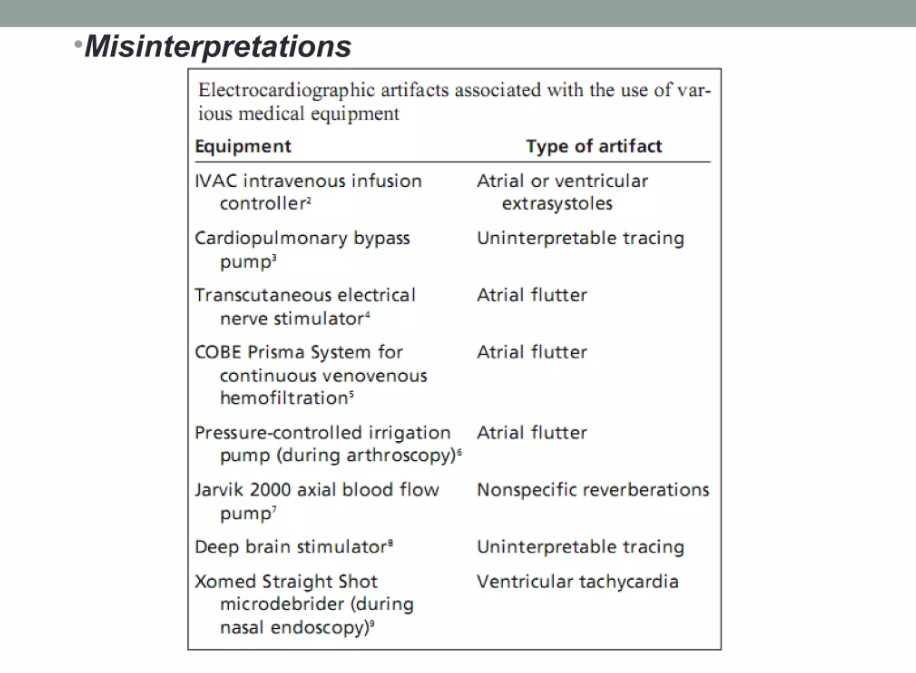 •Misinterpretations
Electrocardiographic artifacts associated with the use of var-
ious medical equipment
Equipment Type of artifact
IVAC intravenous infusion Atrial or ventricular
controller² extrasystoles
Cardiopulmonary bypass Uninterpretable tracing
pump³
Transcutaneous electrical Atrial flutter
nerve stimulator⁴
COBE Prisma System for Atrial flutter
continuous venovenous
hemofiltration⁵
Pressure-controlled irrigation Atrial flutter
pump (during arthroscopy)⁶
Jarvik 2000 axial blood flow Nonspecific reverberations
pump⁷
Deep brain stimulator⁸ Uninterpretable tracing
Xomed Straight Shot Ventricular tachycardia
microdebrider (during
nasal endoscopy)⁹